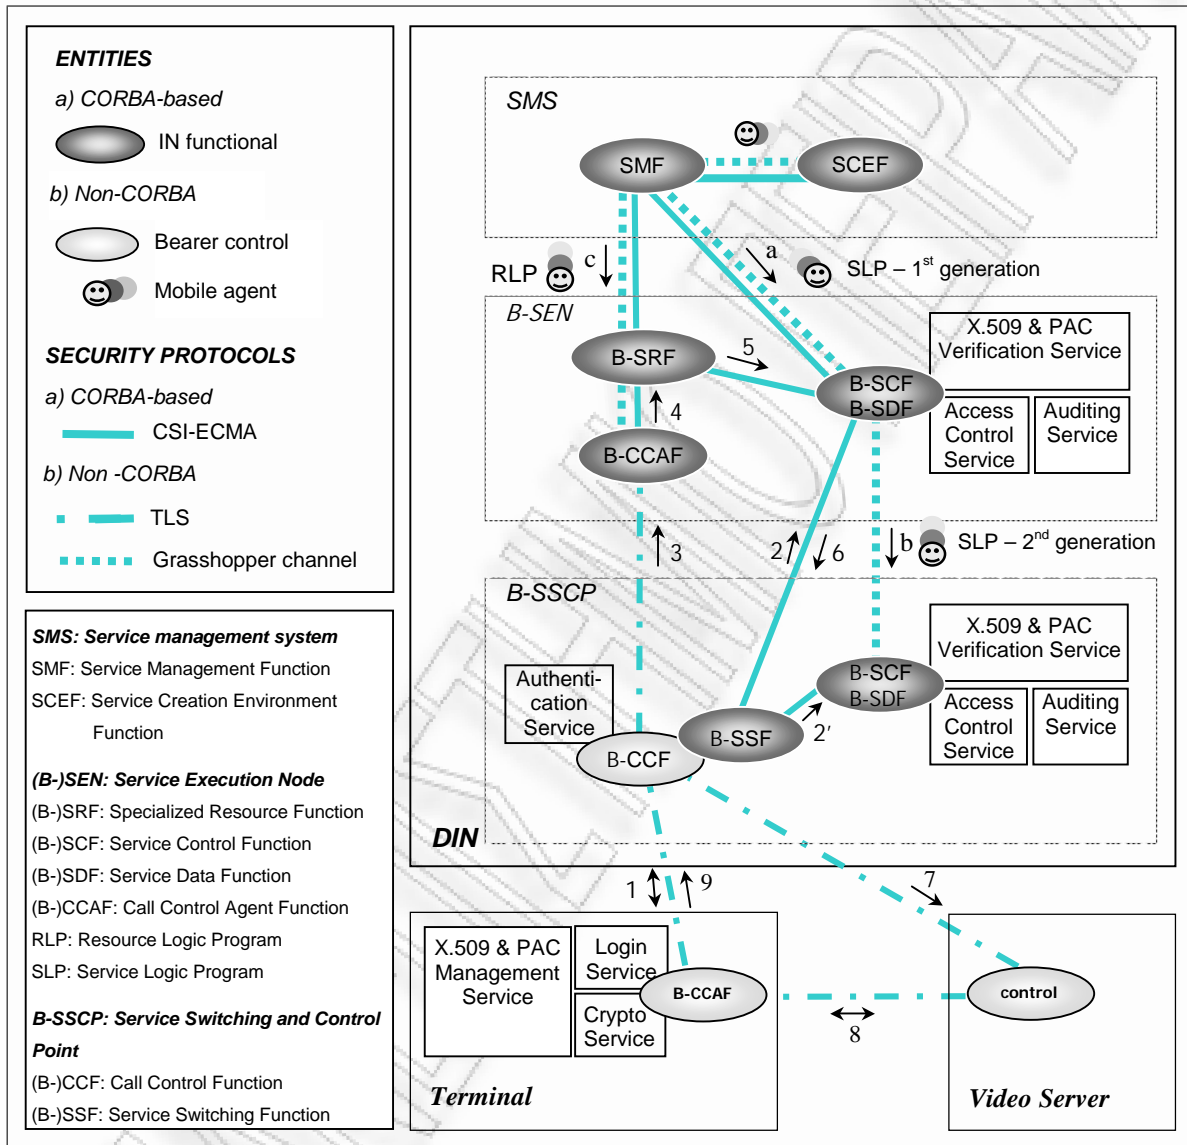 ENTITIES
a) CORBA-based
IN functional
b) Non-CORBA
Bearer control
Mobile agent
SECURITY PROTOCOLS
a) CORBA-based
CSI-ECMA
b) Non -CORBA
TLS
Grasshopper channel
SMS: Service management system
SMF: Service Management Function
SCEF: Service Creation Environment
Function
(B-)SEN: Service Execution Node
(B-)SRF: Specialized Resource Function
(B-)SCF: Service Control Function
(B-)SDF: Service Data Function
(B-)CCAF: Call Control Agent Function
RLP: Resource Logic Program
SLP: Service Logic Program
B-SSCP: Service Switching and Control
Point
(B-)CCF: Call Control Function
(B-)SSF: Service Switching Function
SMS
SMF
SCEF
RLP
c
a
SLP – 1st generation
B-SEN
B-SRF
5
B-SCF
B-SDF
X.509 & PAC
Verification Service
Access
Control
Service
Auditing
Service
4
B-CCAF
3
2
6
b
SLP – 2nd generation
B-SSCP
Authenti-
cation
Service
B-CCF
B-SSF
2'
B-SCF
B-SDF
X.509 & PAC
Verification Service
Access
Control
Service
Auditing
Service
DIN
1
9
7
X.509 & PAC
Management
Service
Login
Service
Crypto
Service
B-CCAF
8
control
Terminal
Video Server